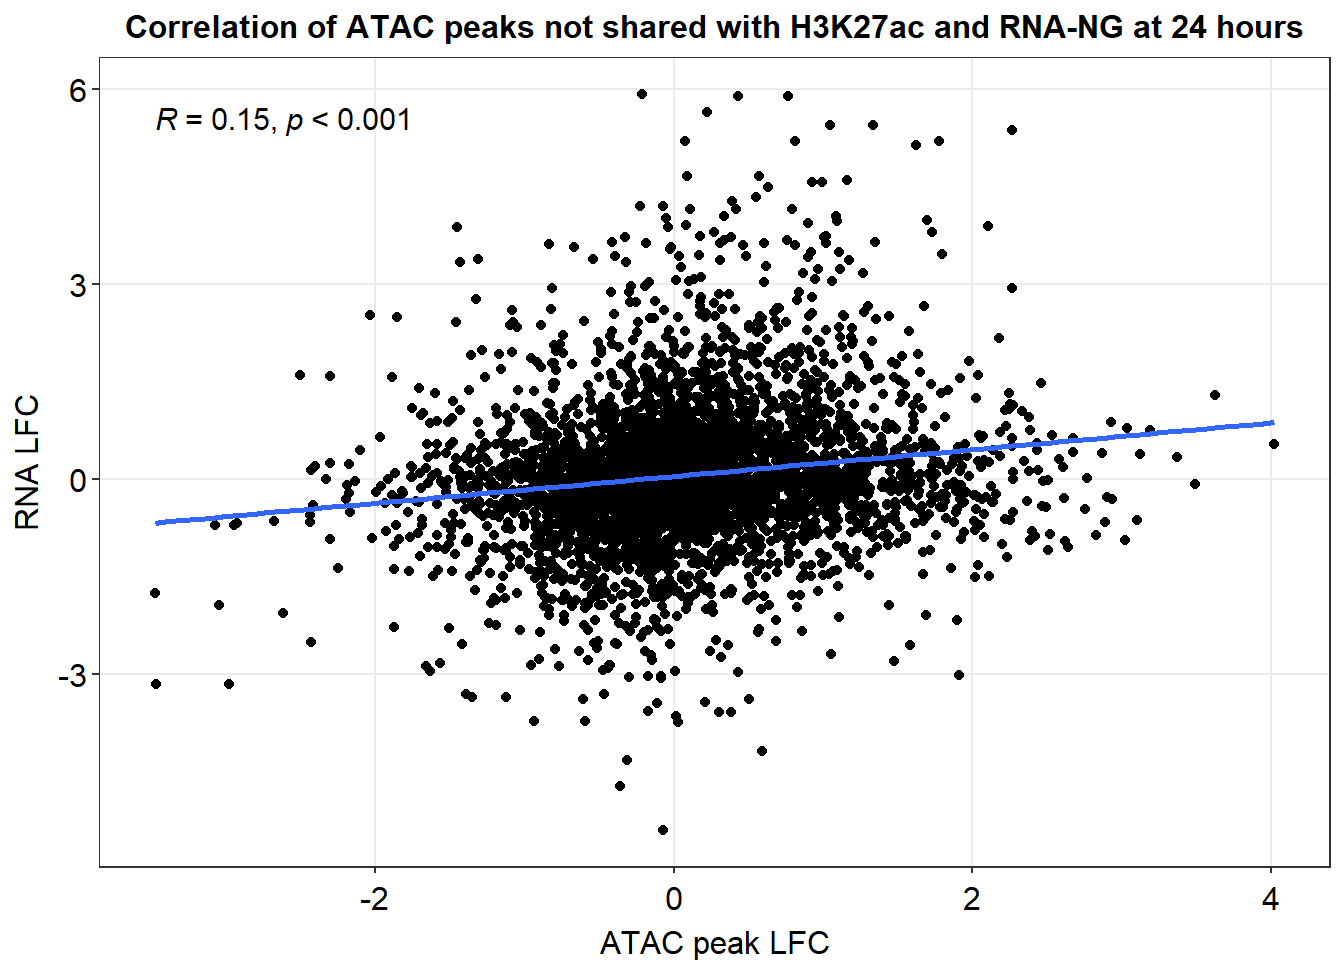 Correlation of ATAC peaks not shared with H3K27ac and RNA-NG at 24 hours
R = 0.15, p < 0.001
6
3
0
-3
RNA LFC
-2
0
2
4
ATAC peak LFC